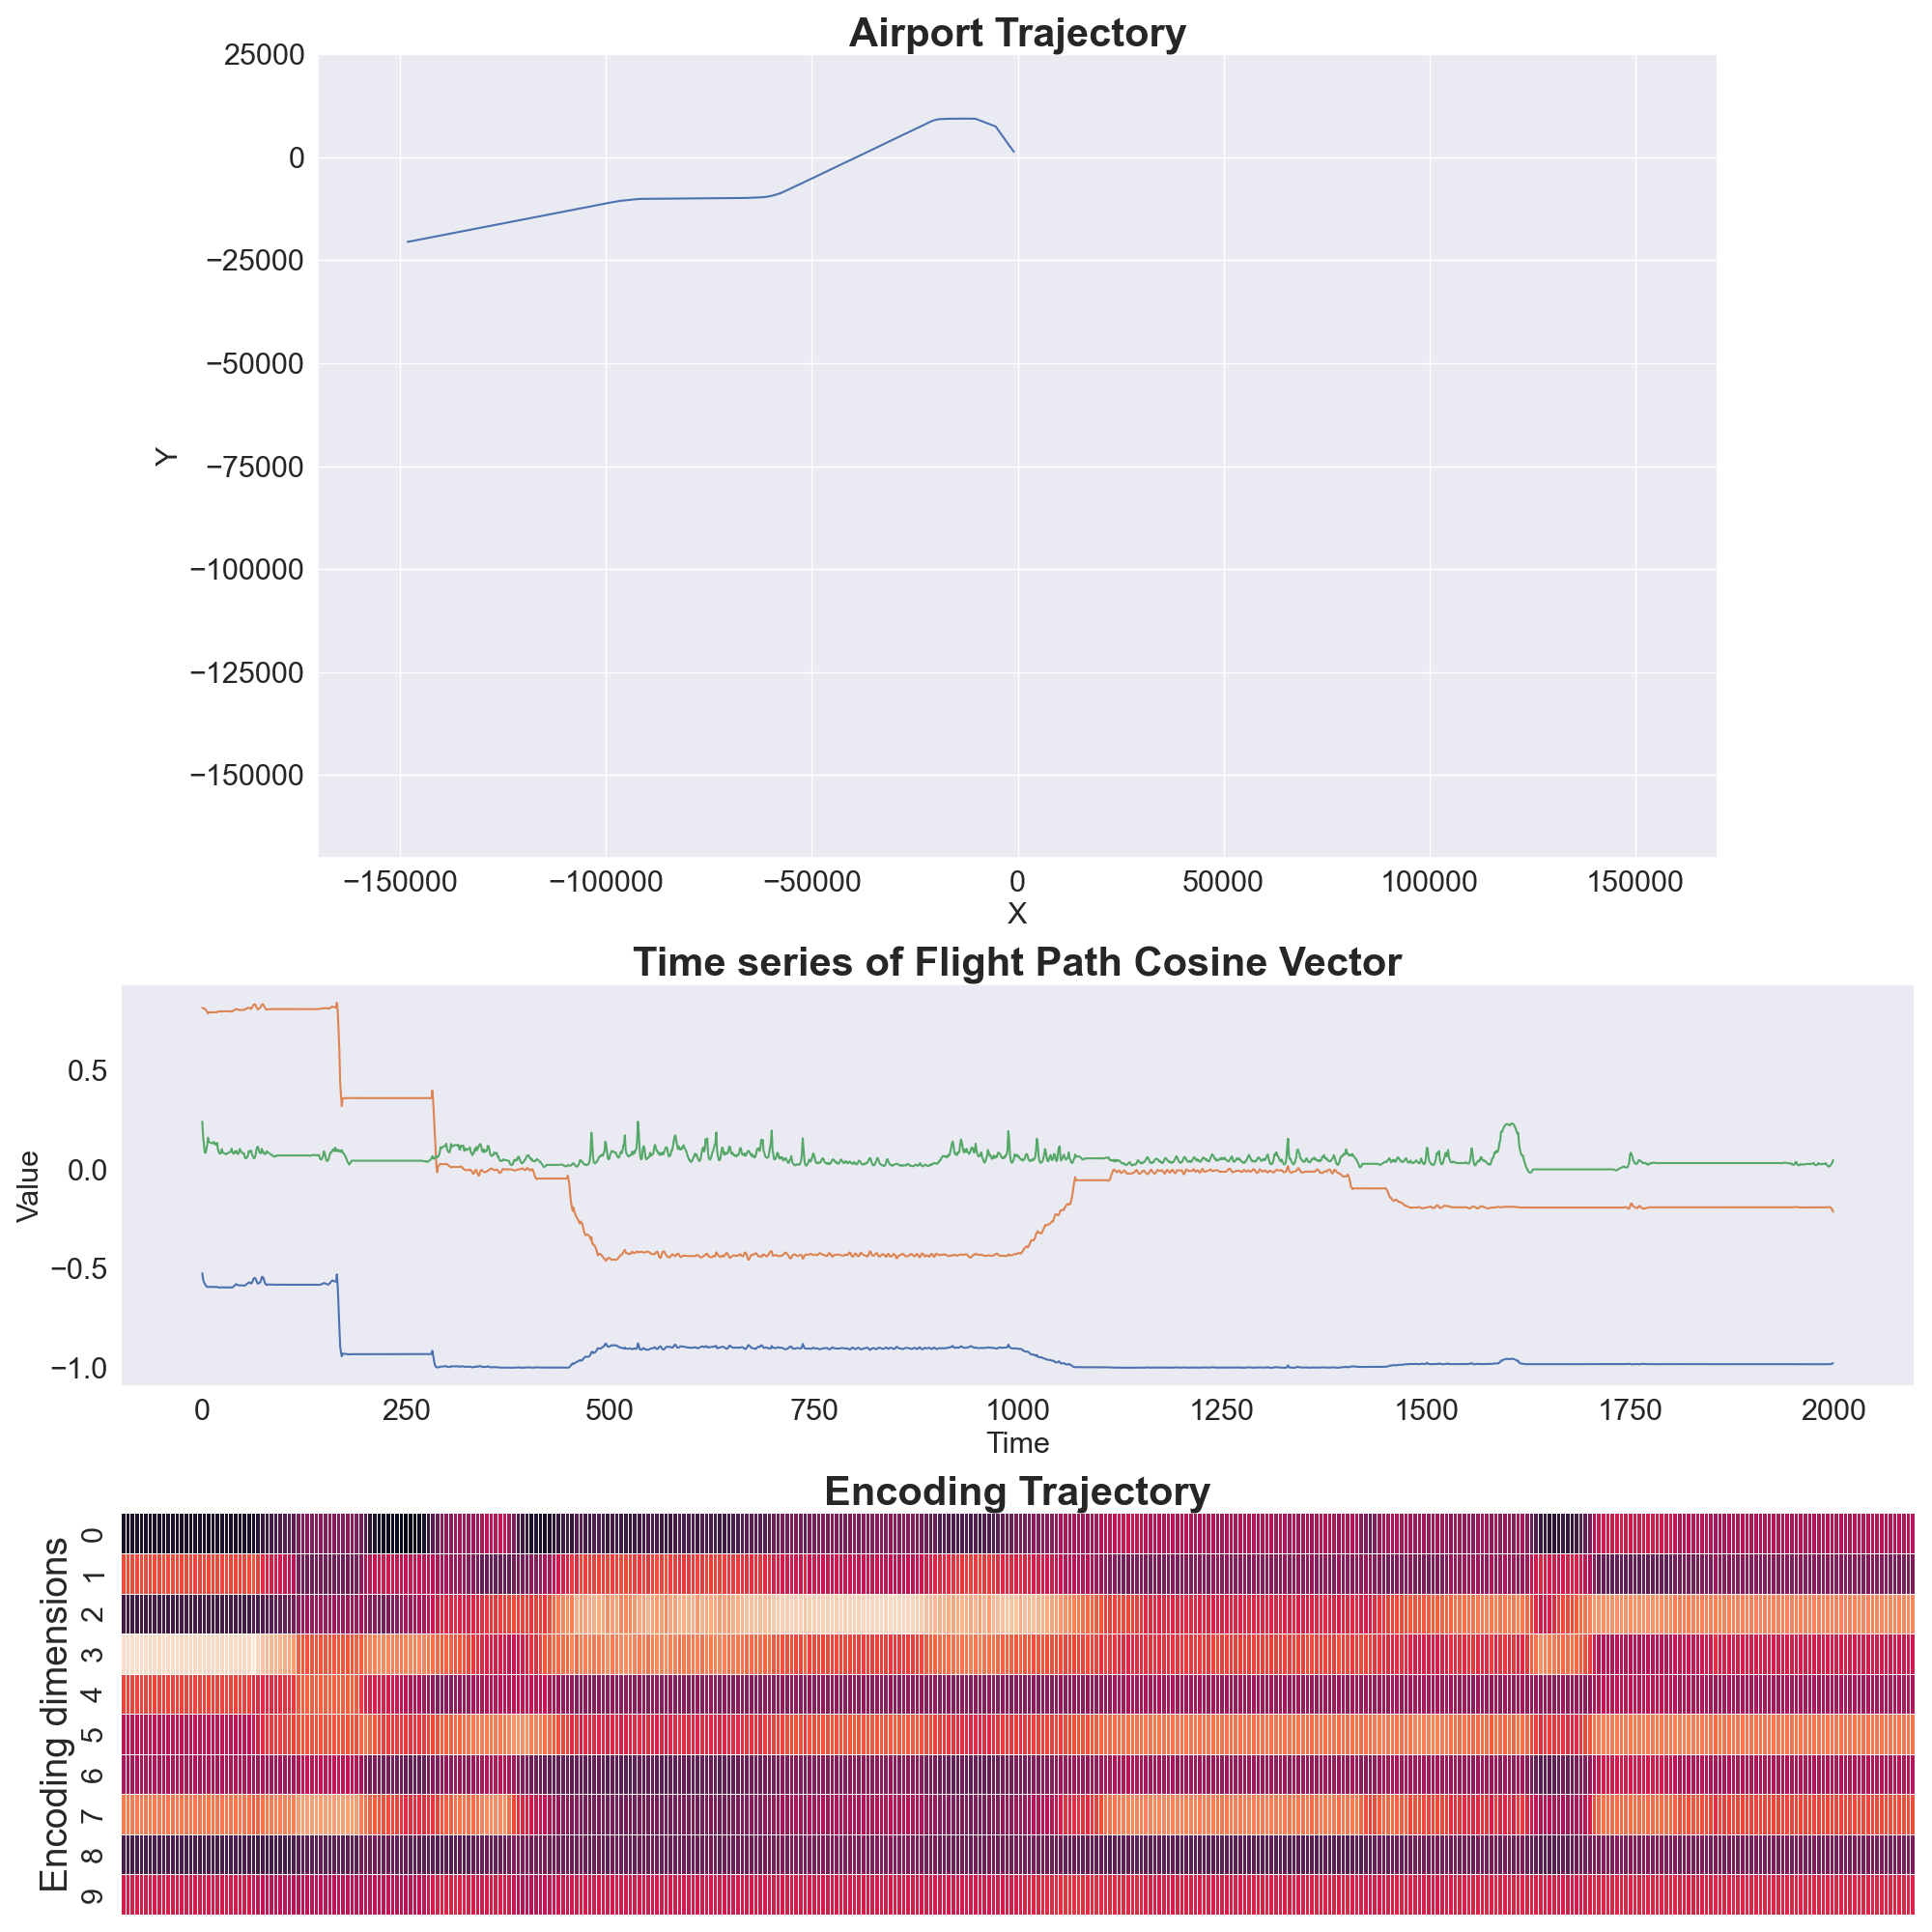 Airport Trajectory
25000
0
−25000
−50000
−75000
−100000
−125000
−150000
Y
−150000 −100000 −50000 0 50000 100000 150000
X
Time series of Flight Path Cosine Vector
0.5
0.0
−0.5
−1.0
Value
0 250 500 750 1000 1250 1500 1750 2000
Time
Encoding Trajectory
0
1
2
3
4
5
6
7
8
9
Encoding dimensions